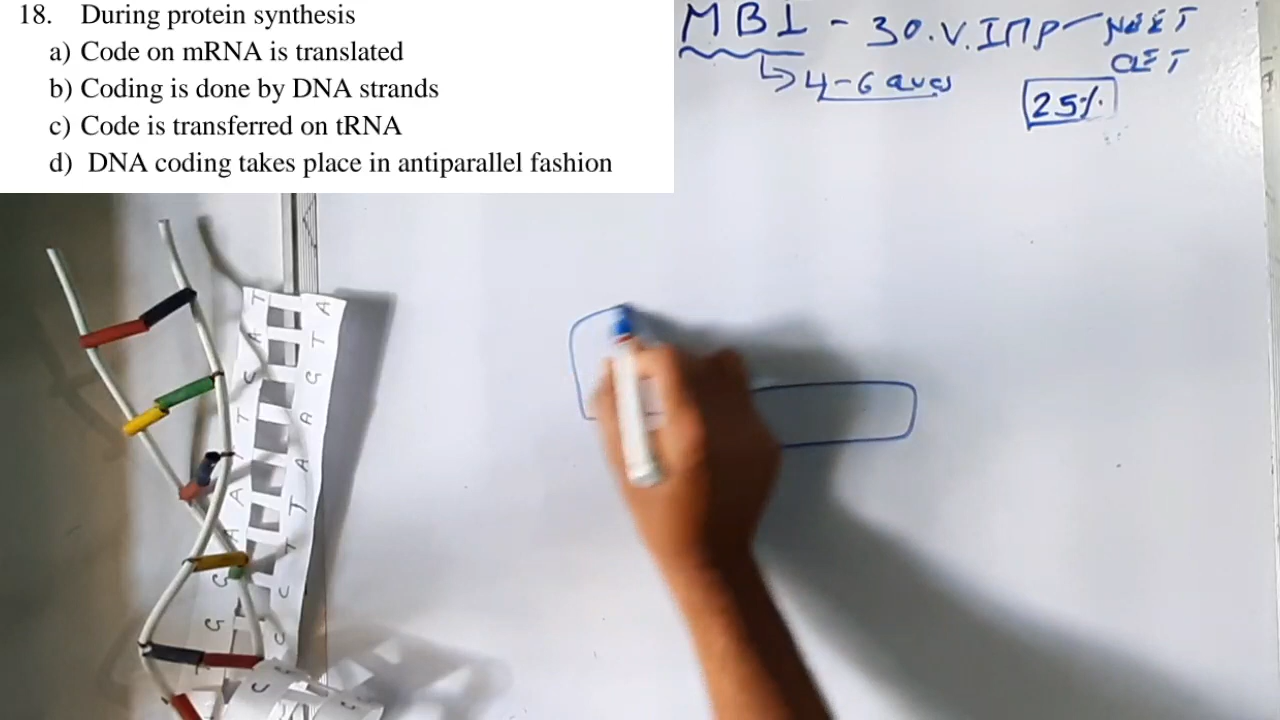 18. During protein synthesis
a) Code on mRNA is translated
b) Coding is done by DNA strands
c) Code is transferred on tRNA
d) DNA coding takes place in antiparallel fashion
MB1 - 30.V.Imp - NEET
CET
↳ 4-6 ques
25%.
T A
A T
C G
T A
T A
A T
A T
G C
G C
C
C